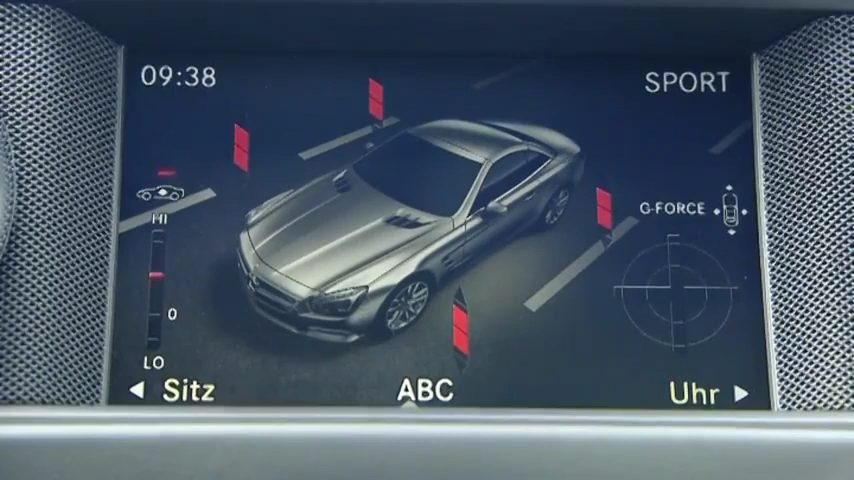 09:38
SPORT
G-FORCE
HI
0
LO
Sitz
ABC
Uhr